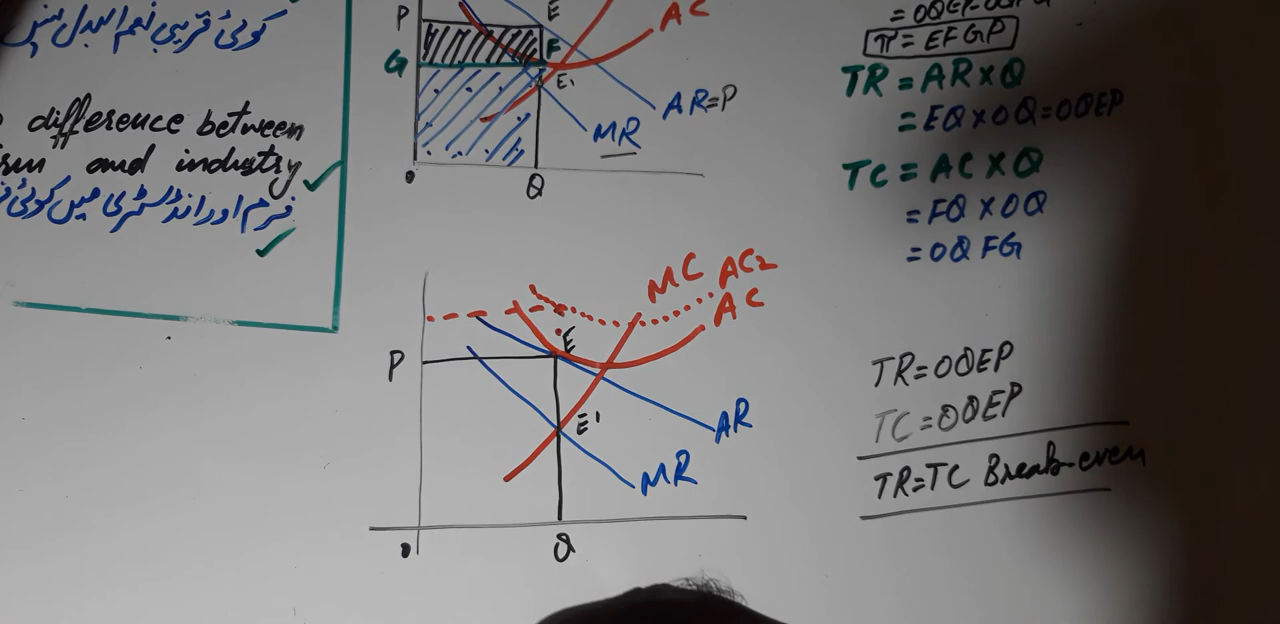 کوئی قریبی نعم البدل نہیں
difference between
and industry
فرم اور انڈسٹری میں کوئی
P
E
AC
G
F
E₁
AR=P
MR
0
Q
π = EFGP
TR = AR×Q
= EQ×OQ=OQEP
TC = AC×Q
= FQ×OQ
= OQFG
MC
AC₂
AC
P
E
E'
AR
MR
0
Q
TR=OQEP
TC=OQEP
TR=TC Break-even